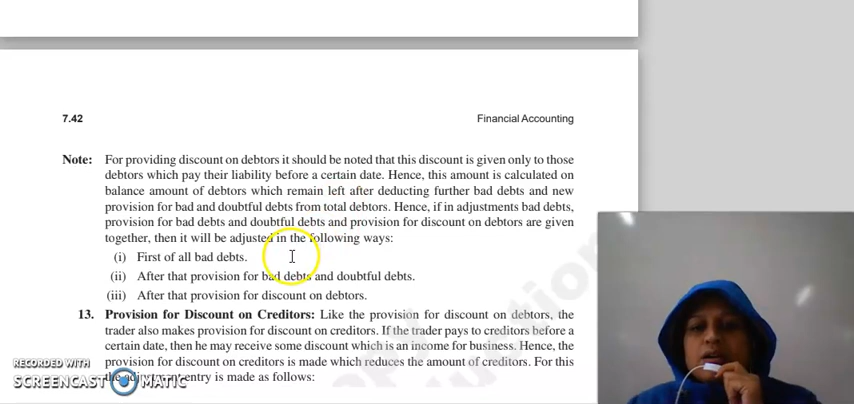 7.42 Financial Accounting
Note: For providing discount on debtors it should be noted that this discount is given only to those
debtors which pay their liability before a certain date. Hence, this amount is calculated on
balance amount of debtors which remain left after deducting further bad debts and new
provision for bad and doubtful debts from total debtors. Hence, if in adjustments bad debts,
provision for bad debts and doubtful debts and provision for discount on debtors are given
together, then it will be adjusted in the following ways:
(i) First of all bad debts.
(ii) After that provision for bad debts and doubtful debts.
(iii) After that provision for discount on debtors.
13. Provision for Discount on Creditors: Like the provision for discount on debtors, the
trader also makes provision for discount on creditors. If the trader pays to creditors before a
certain date, then he may receive some discount which is an income for business. Hence, the
provision for discount on creditors is made which reduces the amount of creditors. For this
the entry is made as follows:
RECORDED WITH
SCREENCAST MATIC